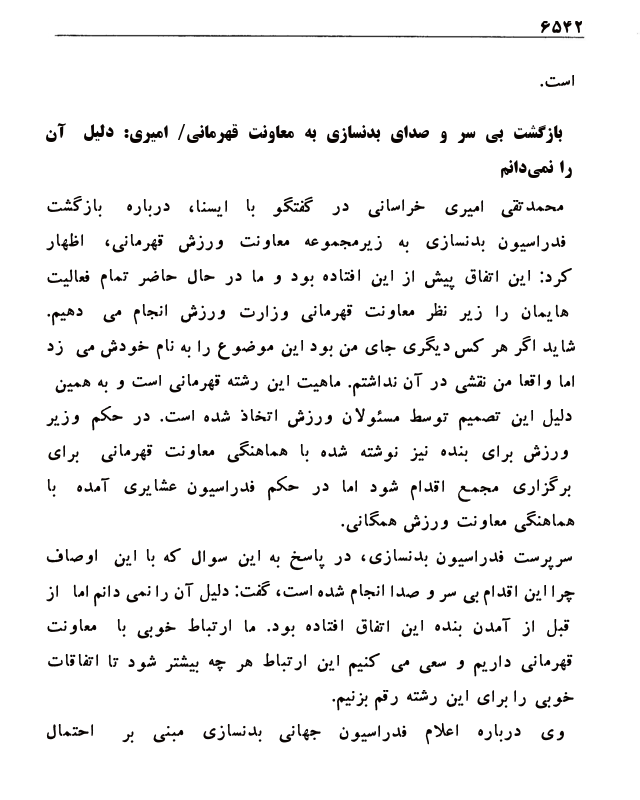 ۶۵۴۲
است.
بازگشت بی سر و صدای بدنسازی به معاونت قهرمانی/ امیری: دلیل آن
را نمی‌دانم
محمدتقی امیری خراسانی در گفتگو با ایسنا، درباره بازگشت
فدراسیون بدنسازی به زیرمجموعه معاونت ورزش قهرمانی، اظهار
کرد: این اتفاق پیش از این افتاده بود و ما در حال حاضر تمام فعالیت
هایمان را زیر نظر معاونت قهرمانی وزارت ورزش انجام می دهیم.
شاید اگر هر کس دیگری جای من بود این موضوع را به نام خودش می زد
اما واقعا من نقشی در آن نداشتم. ماهیت این رشته قهرمانی است و به همین
دلیل این تصمیم توسط مسئولان ورزش اتخاذ شده است. در حکم وزیر
ورزش برای بنده نیز نوشته شده با هماهنگی معاونت قهرمانی برای
برگزاری مجمع اقدام شود اما در حکم فدراسیون عشایری آمده با
هماهنگی معاونت ورزش همگانی.
سرپرست فدراسیون بدنسازی، در پاسخ به این سوال که با این اوصاف
چرا این اقدام بی سر و صدا انجام شده است، گفت: دلیل آن را نمی دانم اما از
قبل از آمدن بنده این اتفاق افتاده بود. ما ارتباط خوبی با معاونت
قهرمانی داریم و سعی می کنیم این ارتباط هر چه بیشتر شود تا اتفاقات
خوبی را برای این رشته رقم بزنیم.
وی درباره اعلام فدراسیون جهانی بدنسازی مبنی بر احتمال